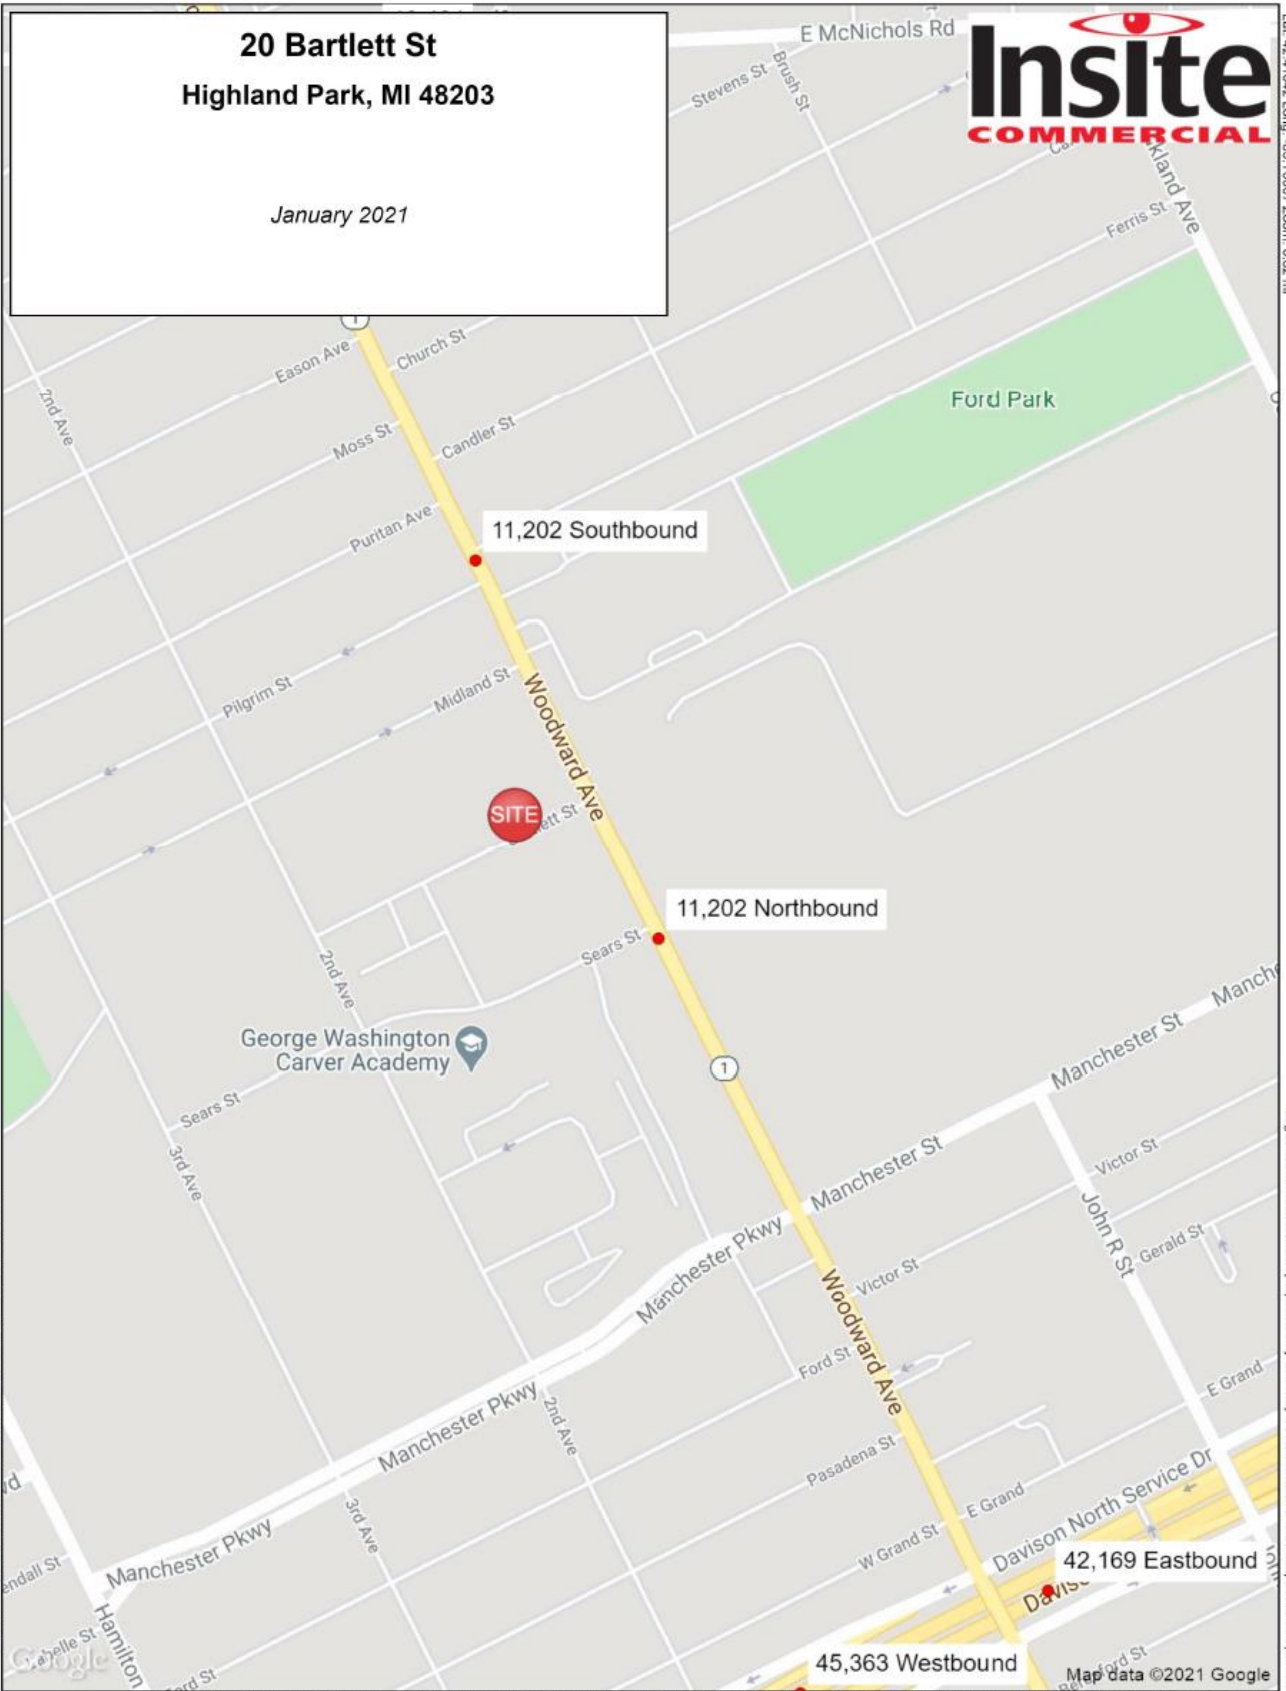 20 Bartlett St
Highland Park, MI 48203
January 2021
Insite
COMMERCIAL
E McNichols Rd
Stevens St
Brush St
Ferris St
Eason Ave
Church St
2nd Ave
Ford Park
Moss St
Candler St
Puritan Ave
11,202 Southbound
Pilgrim St
Midland St
Woodward Ave
SITE
11,202 Northbound
Sears St
2nd Ave
George Washington
Carver Academy
1
Manchester St
Sears St
3rd Ave
Manchester St
Victor St
John R St
Gerald St
Manchester Pkwy
Victor St
Woodward Ave
Ford St
E Grand
Manchester Pkwy
2nd Ave
Pasadena St
3rd Ave
E Grand
Davison North Service Dr
W Grand St
Manchester Pkwy
42,169 Eastbound
Hamilton
45,363 Westbound
Google
Map data ©2021 Google